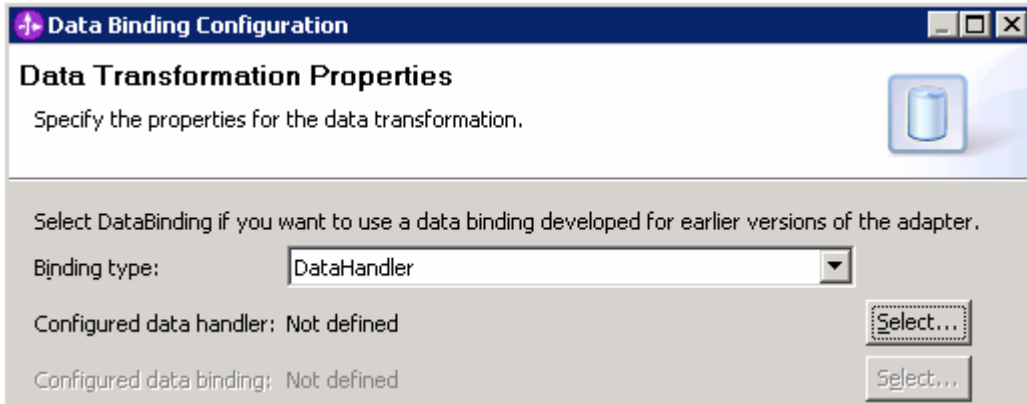 Data Binding Configuration
Data Transformation Properties
Specify the properties for the data transformation.
Select DataBinding if you want to use a data binding developed for earlier versions of the adapter.
Binding type: DataHandler
Configured data handler: Not defined Select...
Configured data binding: Not defined Select...